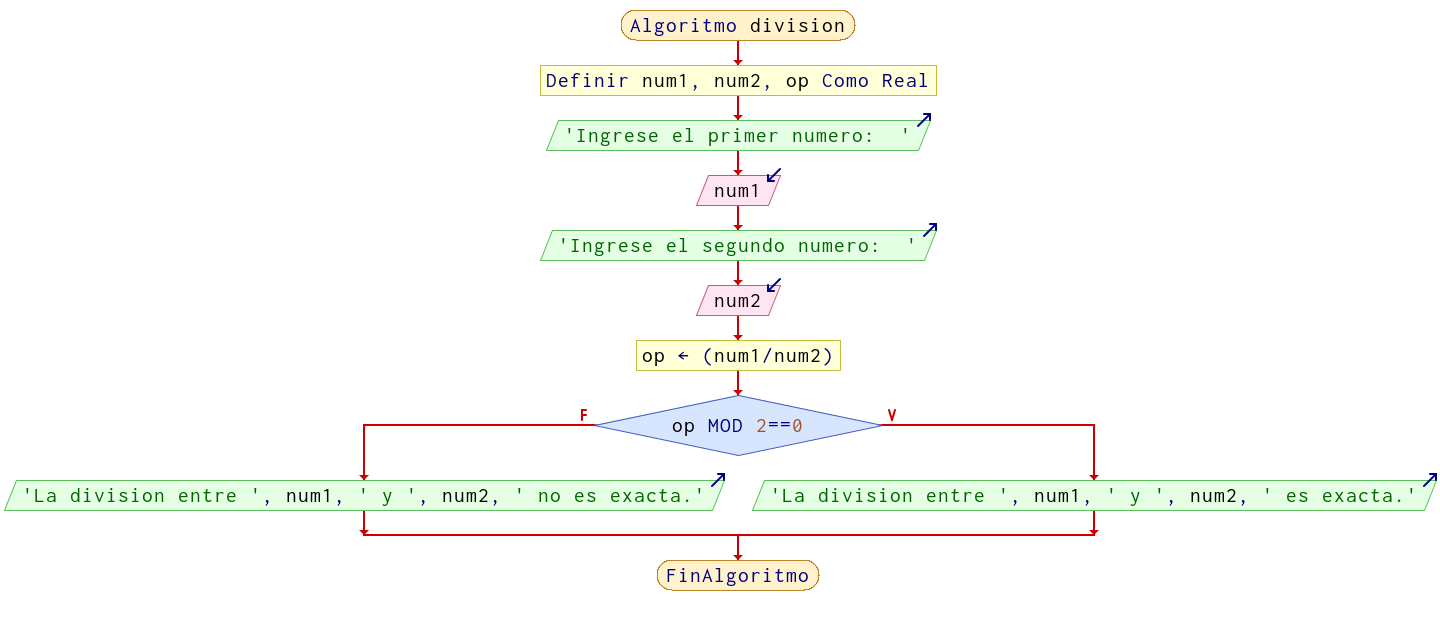 Algoritmo division
Definir num1, num2, op Como Real
'Ingrese el primer numero:  '
num1
'Ingrese el segundo numero:  '
num2
op ← (num1/num2)
F
V
op MOD 2==0
'La division entre ', num1, ' y ', num2, ' no es exacta.'
'La division entre ', num1, ' y ', num2, ' es exacta.'
FinAlgoritmo